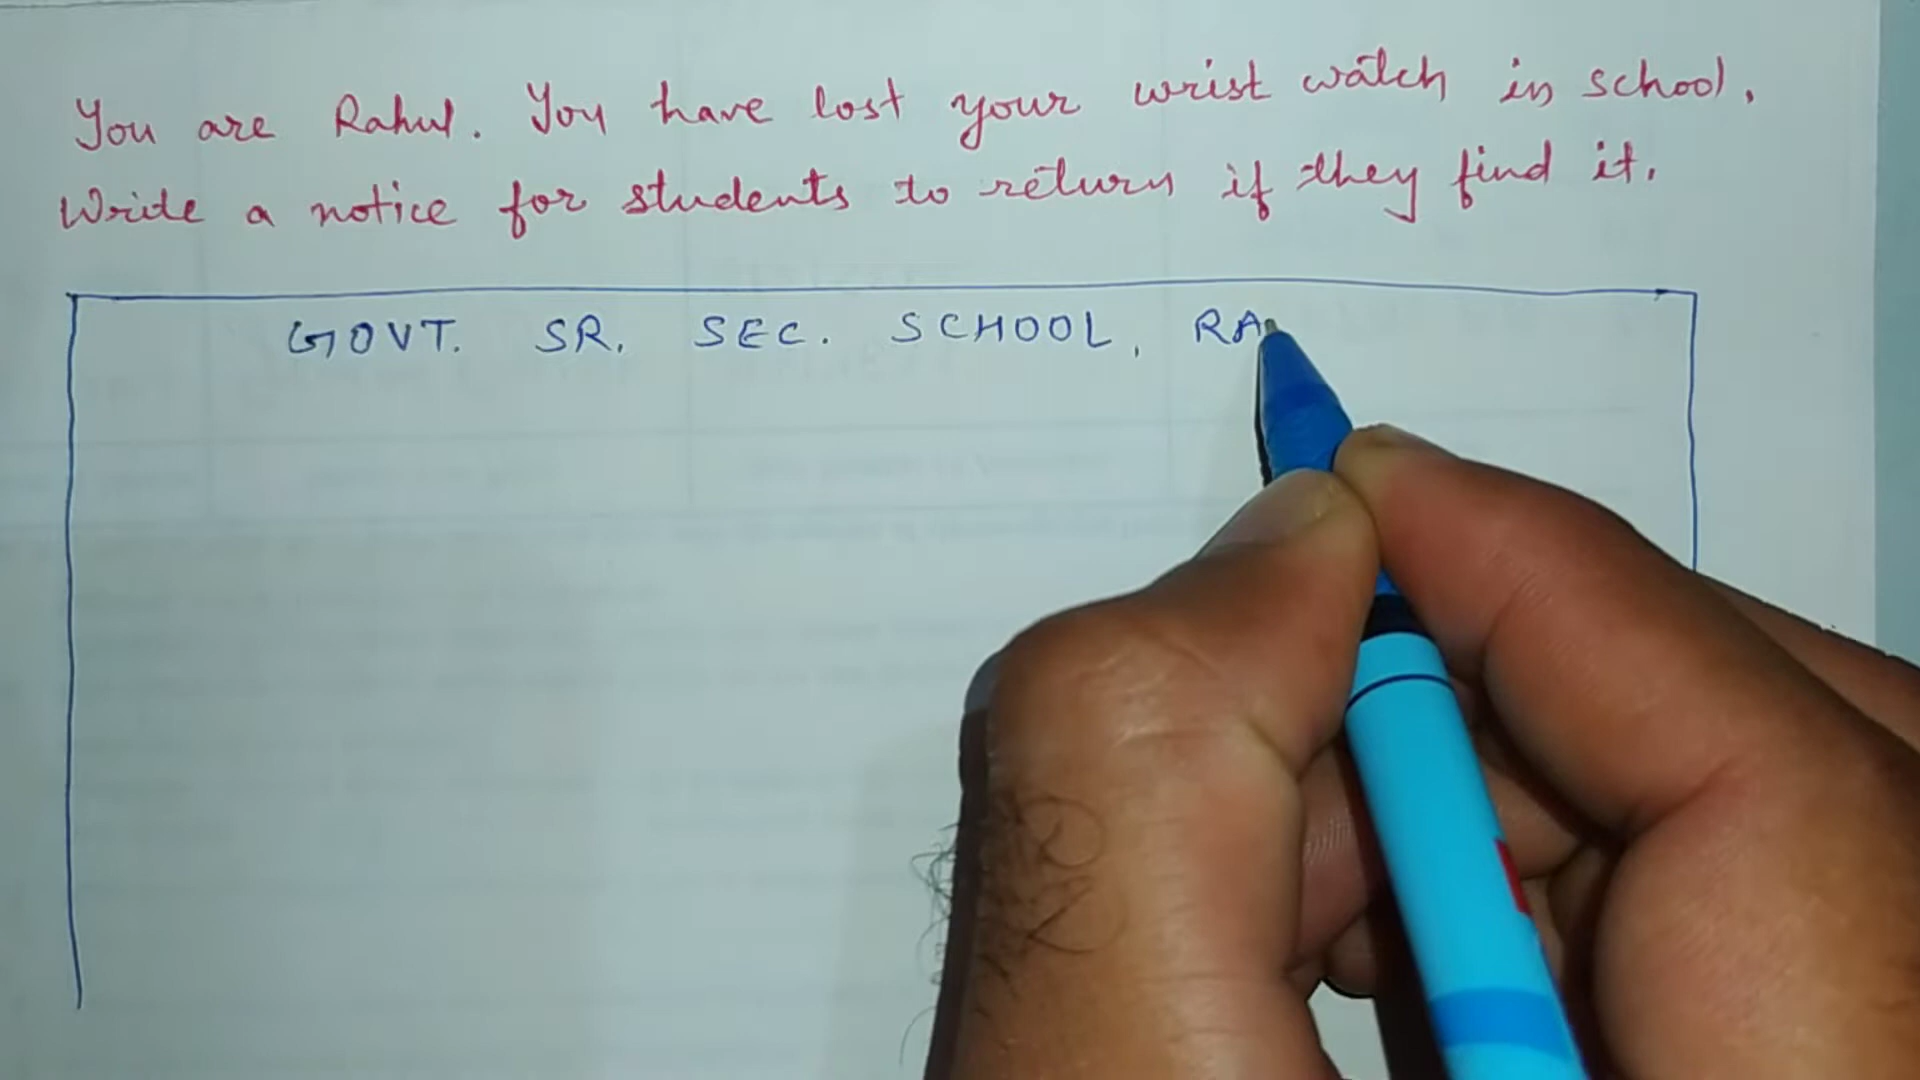 You are Rahul. You have lost your wrist watch in school.
Write a notice for students to return if they find it.
GOVT. SR. SEC. SCHOOL, RA